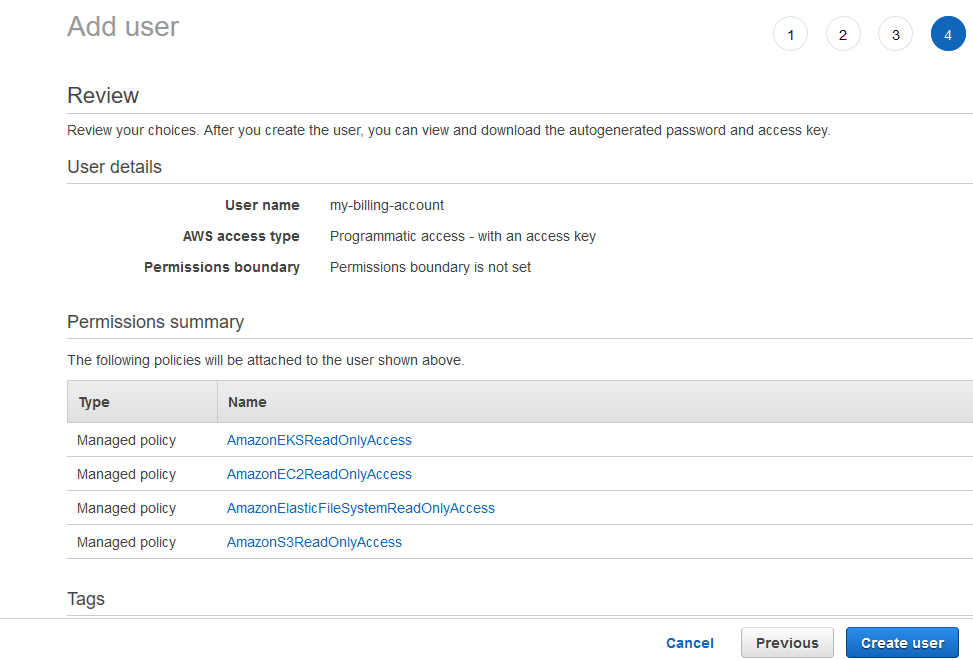 Add user
1 2 3 4
Review
Review your choices. After you create the user, you can view and download the autogenerated password and access key.
User details
User name my-billing-account
AWS access type Programmatic access - with an access key
Permissions boundary Permissions boundary is not set
Permissions summary
The following policies will be attached to the user shown above.
Type Name
Managed policy AmazonEKSReadOnlyAccess
Managed policy AmazonEC2ReadOnlyAccess
Managed policy AmazonElasticFileSystemReadOnlyAccess
Managed policy AmazonS3ReadOnlyAccess
Tags
Cancel Previous Create user